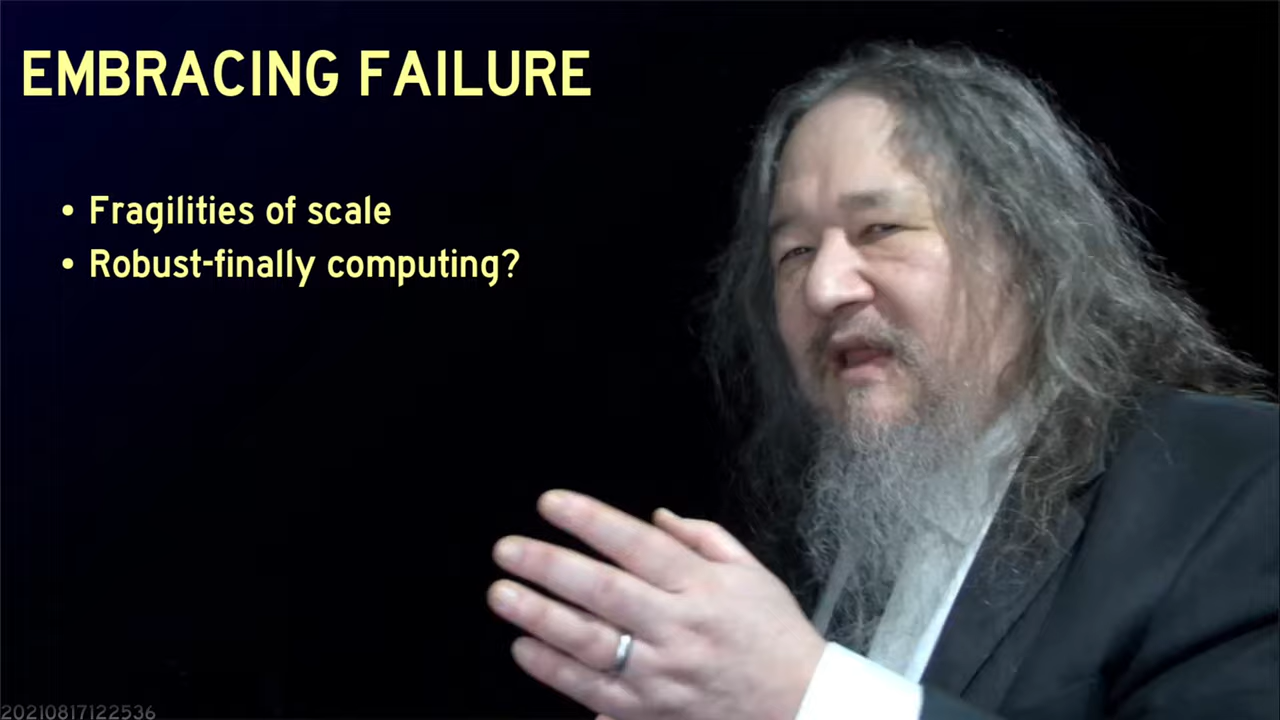 EMBRACING FAILURE
• Fragilities of scale
• Robust-finally computing?
20210817122536